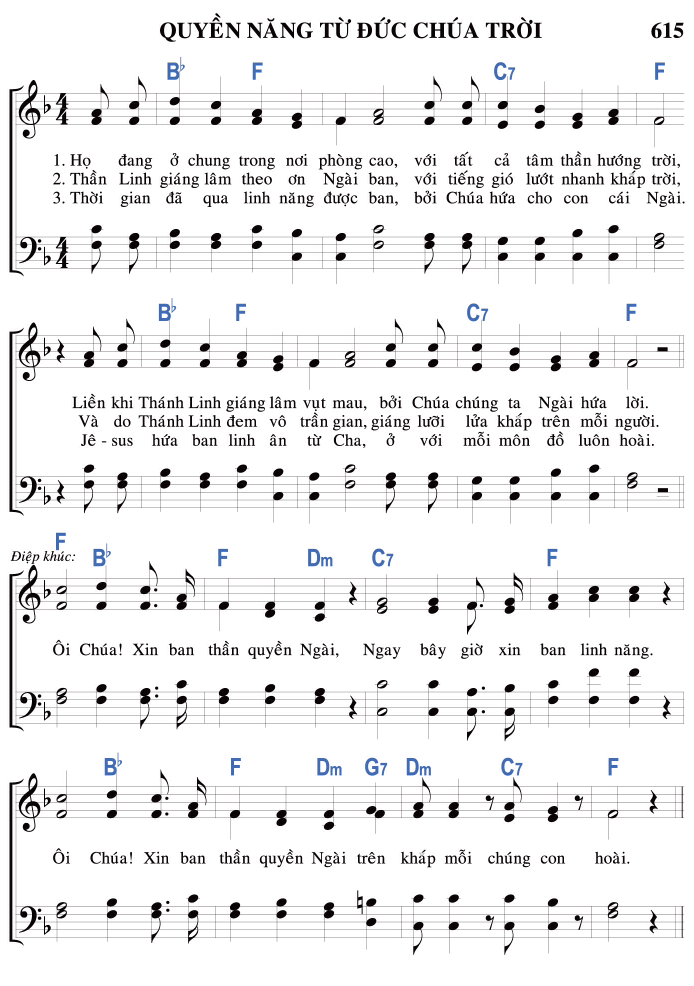 QUYỀN NĂNG TỪ ĐỨC CHÚA TRỜI 615
B♭ F C7 F
4 4
1. Họ đang ở chung trong nơi phòng cao, với tất cả tâm thần hướng trời,
2. Thần Linh giáng lâm theo ơn Ngài ban, với tiếng gió lướt nhanh khắp trời,
3. Thời gian đã qua linh năng được ban, bởi Chúa hứa cho con cái Ngài.
4 4
B♭ F C7 F
Liền khi Thánh Linh giáng lâm vụt mau, bởi Chúa chúng ta Ngài hứa lời.
Và do Thánh Linh đem vô trần gian, giáng lưỡi lửa khấp trên mỗi người.
Jê - sus hứa ban linh ân từ Cha, ở với mỗi môn đồ luôn hoài.
F
Điệp khúc: B♭ F Dm C7 F
Ôi Chúa! Xin ban thần quyền Ngài, Ngay bây giờ xin ban linh năng.
B♭ F Dm G7 Dm C7 F
Ôi Chúa! Xin ban thần quyền Ngài trên khắp mỗi chúng con hoài.